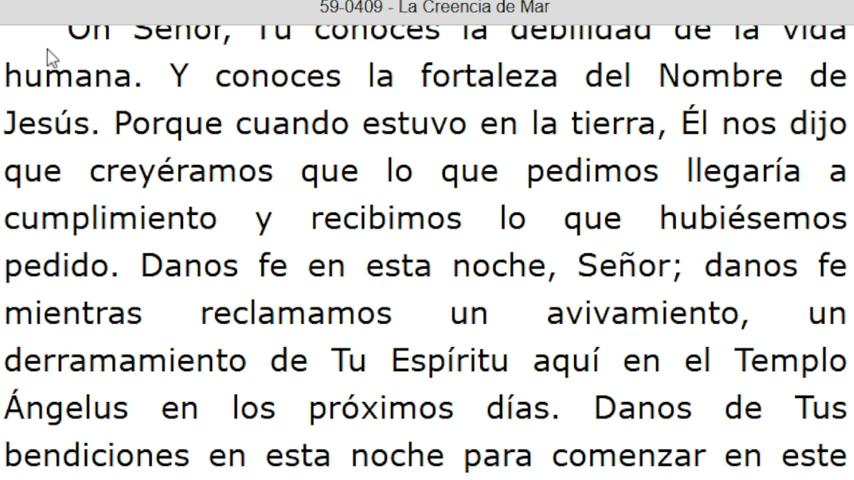 59-0409 - La Creencia de Mar
Oh Señor, Tú conoces la debilidad de la vida
humana. Y conoces la fortaleza del Nombre de
Jesús. Porque cuando estuvo en la tierra, Él nos dijo
que creyéramos que lo que pedimos llegaría a
cumplimiento y recibimos lo que hubiésemos
pedido. Danos fe en esta noche, Señor; danos fe
mientras reclamamos un avivamiento, un
derramamiento de Tu Espíritu aquí en el Templo
Ángelus en los próximos días. Danos de Tus
bendiciones en esta noche para comenzar en este